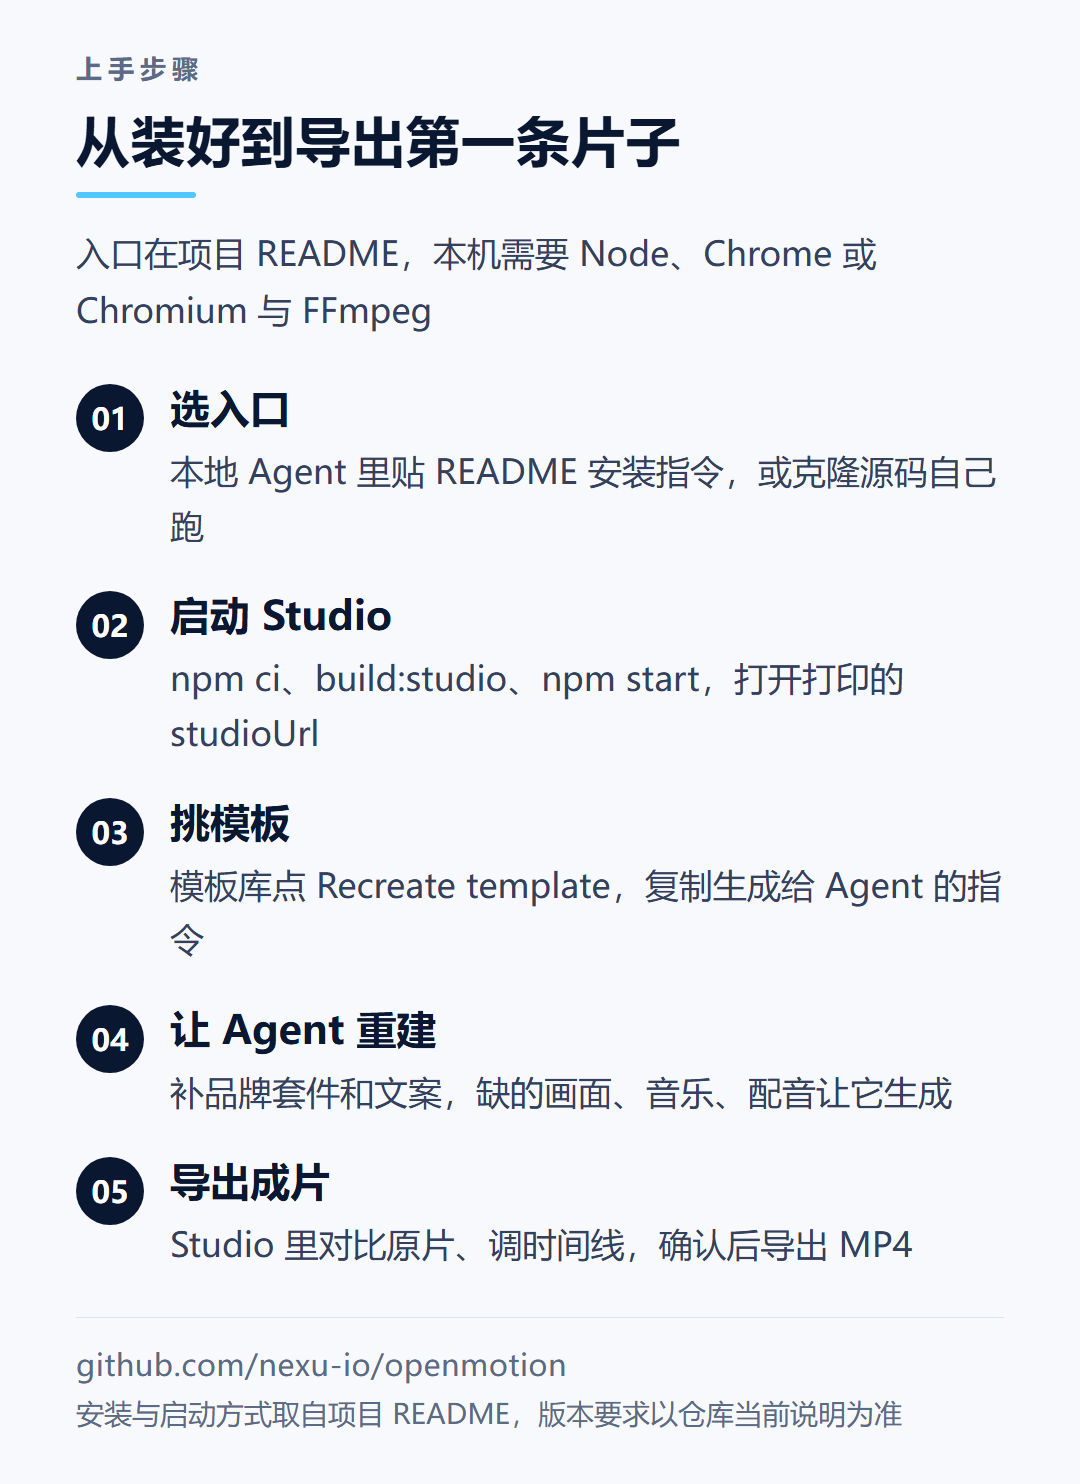 上手步骤
从装好到导出第一条片子
入口在项目 README，本机需要 Node、Chrome 或
Chromium 与 FFmpeg
01
选入口
本地 Agent 里贴 README 安装指令，或克隆源码自己
跑
02
启动 Studio
npm ci、build:studio、npm start，打开打印的
studioUrl
03
挑模板
模板库点 Recreate template，复制生成给 Agent 的指
令
04
让 Agent 重建
补品牌套件和文案，缺的画面、音乐、配音让它生成
05
导出成片
Studio 里对比原片、调时间线，确认后导出 MP4
github.com/nexu-io/openmotion
安装与启动方式取自项目 README，版本要求以仓库当前说明为准